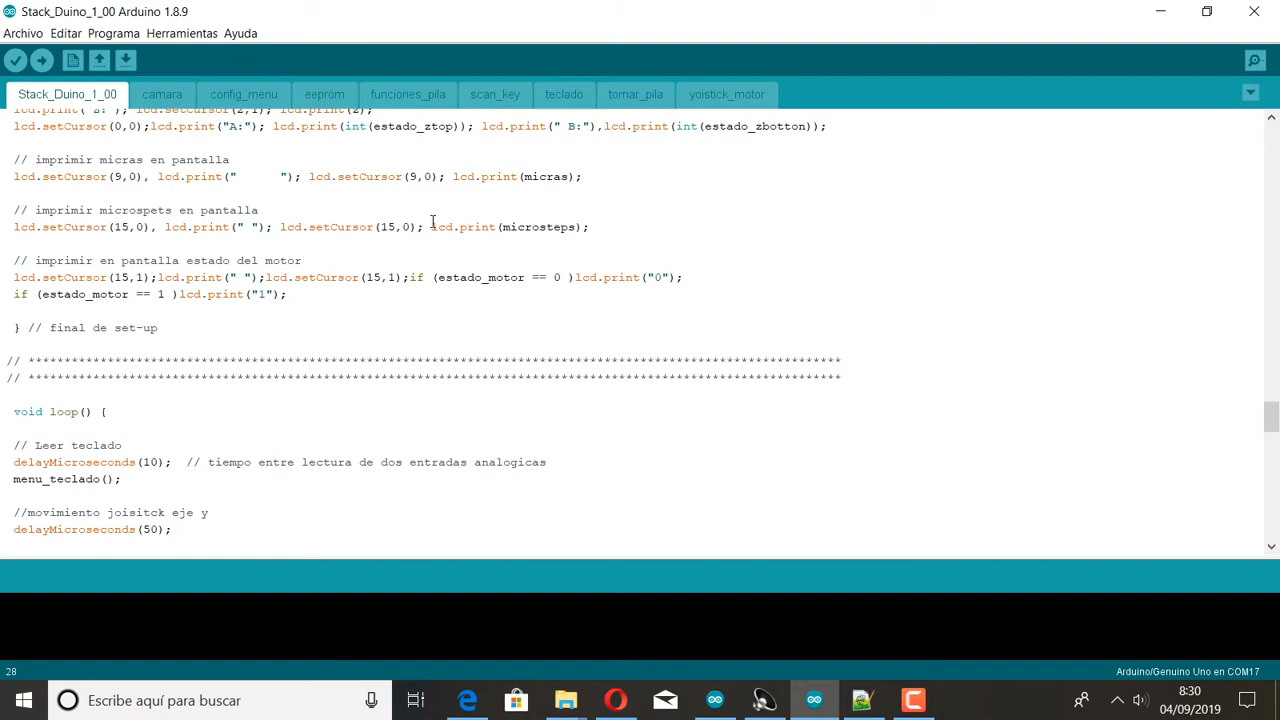 Stack_Duino_1_00 Arduino 1.8.9
Archivo Editar Programa Herramientas Ayuda
Stack_Duino_1_00 camara config_menu eeprom funciones_pila scan_key teclado tomar_pila yoistick_motor
lcd.print("Z:"); lcd.setCursor(2,1); lcd.print(z);
lcd.setCursor(0,0);lcd.print("A:"); lcd.print(int(estado_ztop)); lcd.print(" B:"),lcd.print(int(estado_zbotton));
// imprimir micras en pantalla
lcd.setCursor(9,0), lcd.print("      "); lcd.setCursor(9,0); lcd.print(micras);
// imprimir microspets en pantalla
lcd.setCursor(15,0), lcd.print(" "); lcd.setCursor(15,0); lcd.print(microsteps);
// imprimir en pantalla estado del motor
lcd.setCursor(15,1);lcd.print(" ");lcd.setCursor(15,1);if (estado_motor == 0 )lcd.print("0");
if (estado_motor == 1 )lcd.print("1");
} // final de set-up
// *****************************************************************************************************************
// *****************************************************************************************************************
void loop() {
// Leer teclado
delayMicroseconds(10);  // tiempo entre lectura de dos entradas analogicas
menu_teclado();
//movimiento joisitck eje y
delayMicroseconds(50);
28
Arduino/Genuino Uno en COM17
Escribe aquí para buscar
8:30
04/09/2019